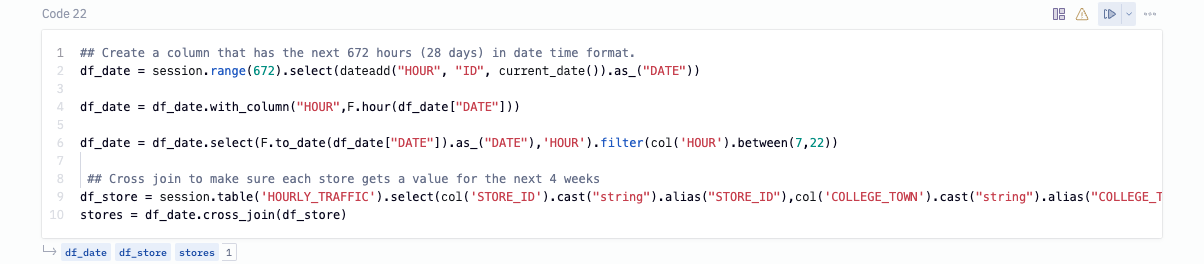 Code 22
1 ## Create a column that has the next 672 hours (28 days) in date time format.
2 df_date = session.range(672).select(dateadd("HOUR", "ID", current_date()).as_("DATE"))
3
4 df_date = df_date.with_column("HOUR",F.hour(df_date["DATE"]))
5
6 df_date = df_date.select(F.to_date(df_date["DATE"]).as_("DATE"),'HOUR').filter(col('HOUR').between(7,22))
7
8 ## Cross join to make sure each store gets a value for the next 4 weeks
9 df_store = session.table('HOURLY_TRAFFIC').select(col('STORE_ID').cast("string").alias("STORE_ID"),col('COLLEGE_TOWN').cast("string").alias("COLLEGE_T
10 stores = df_date.cross_join(df_store)
df_date df_store stores 1